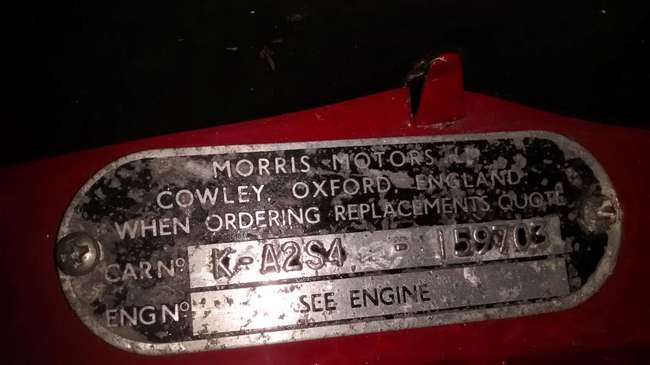 MORRIS MOTORS
COWLEY, OXFORD, ENGLAND
WHEN ORDERING REPLACEMENTS QUOTE
CAR Nº K-A2S4 - 159703
ENG Nº SEE ENGINE